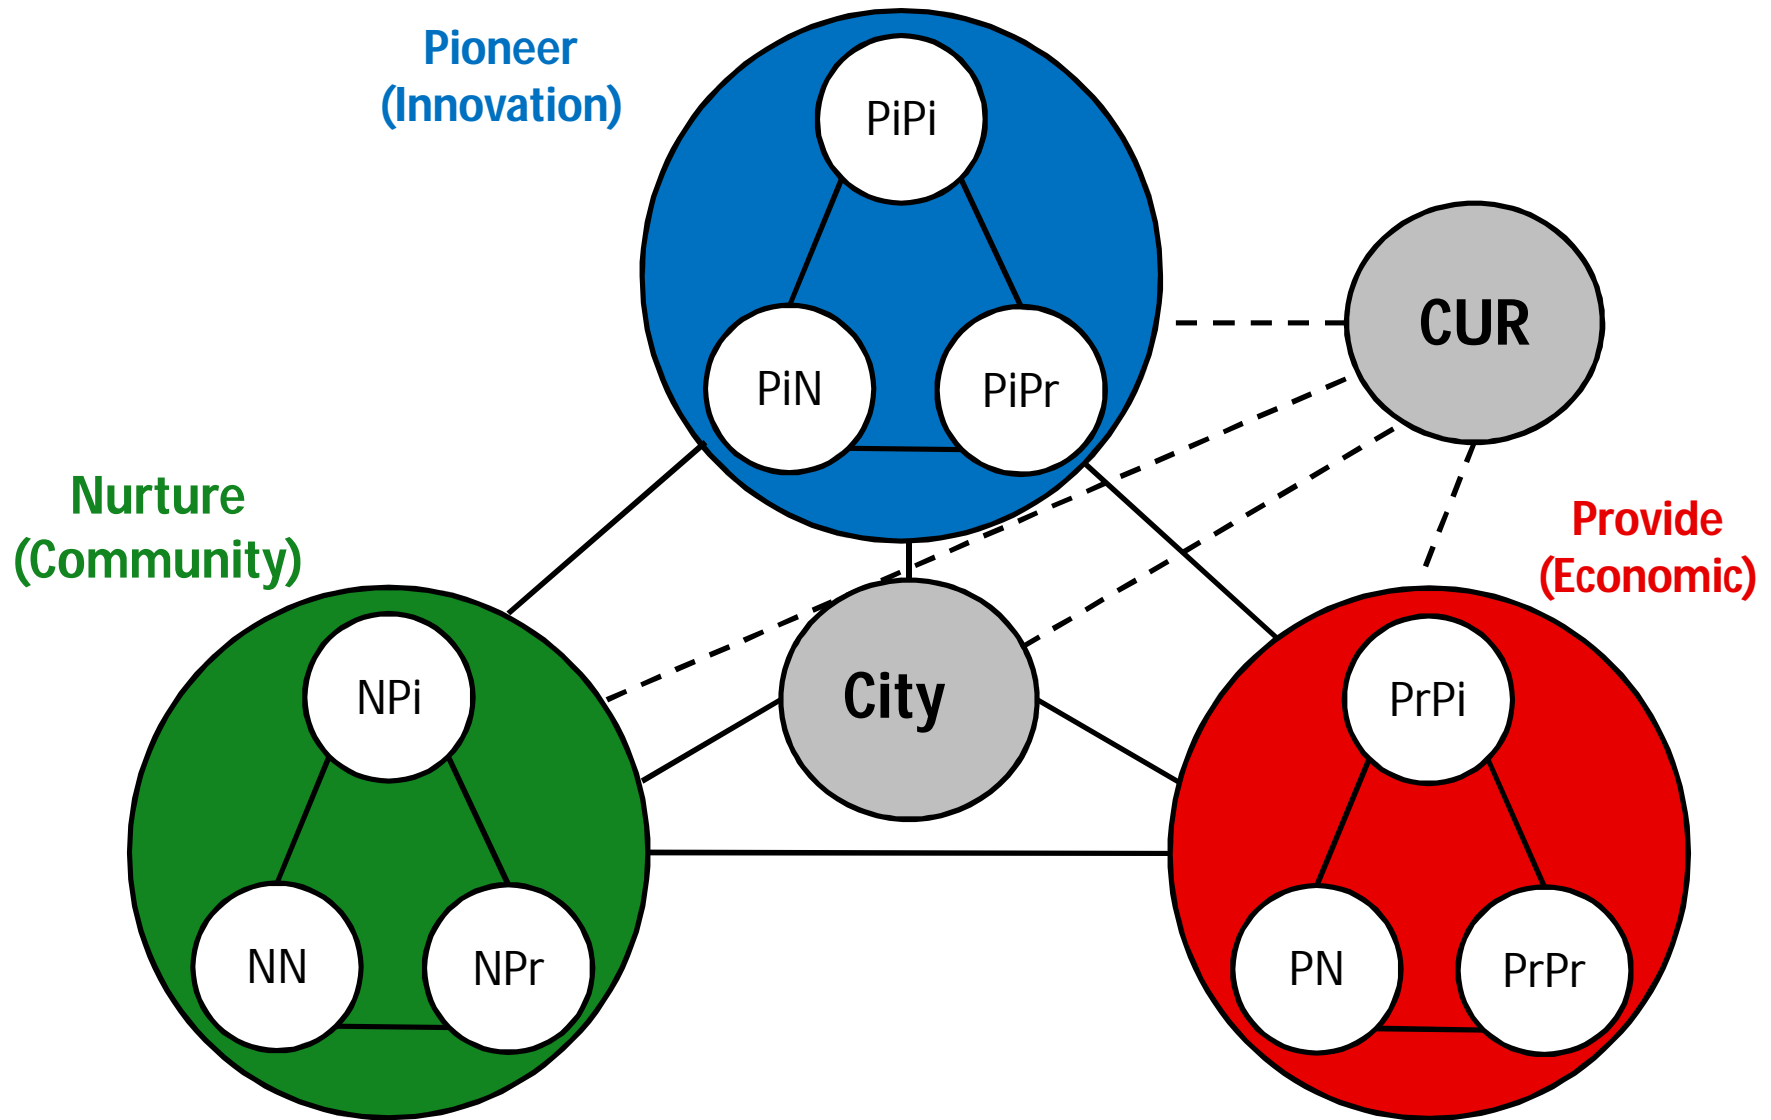 Pioneer
(Innovation)
PiPi
PiN
PiPr
CUR
Nurture
(Community)
Provide
(Economic)
City
NPi
NN
NPr
PrPi
PN
PrPr